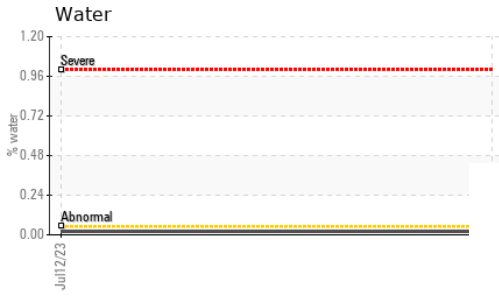 Water
1.20
Severe
0.96
0.72
% water
0.48
0.24
Abnormal
0.00
Jul12/23